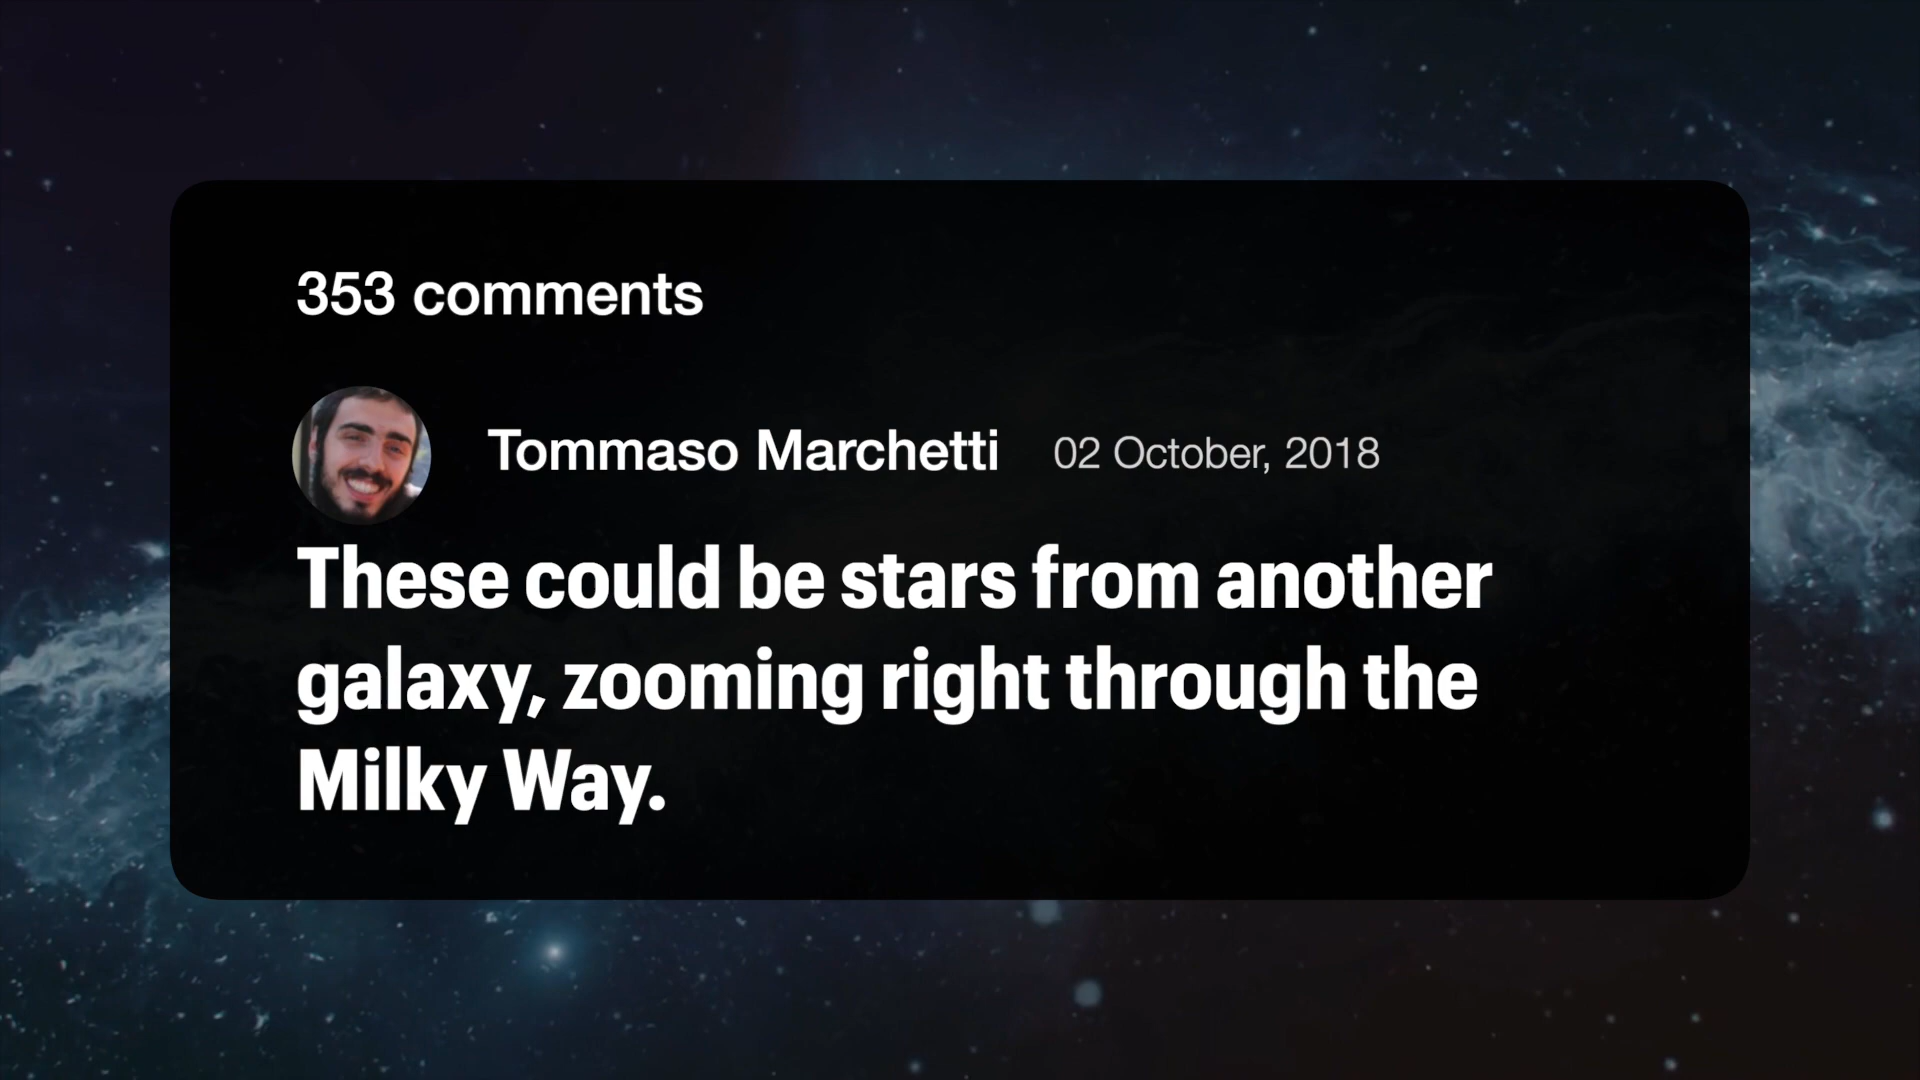 353 comments
Tommaso Marchetti 02 October, 2018
These could be stars from another
galaxy, zooming right through the
Milky Way.